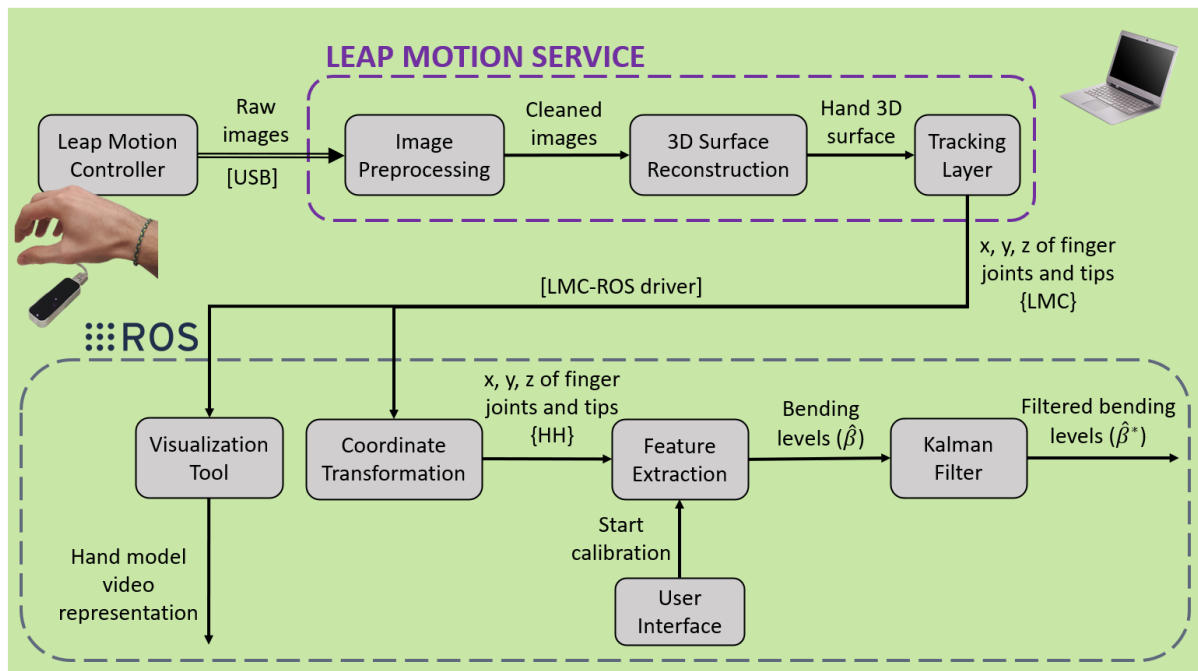 LEAP MOTION SERVICE
Leap Motion
Controller
Raw
images
[USB]
Image
Preprocessing
Cleaned
images
3D Surface
Reconstruction
Hand 3D
surface
Tracking
Layer
x, y, z of finger
joints and tips
{LMC}
[LMC-ROS driver]
ROS
Visualization
Tool
Hand model
video
representation
Coordinate
Transformation
x, y, z of finger
joints and tips
{HH}
Feature
Extraction
Start
calibration
User
Interface
Bending
levels (β̂)
Kalman
Filter
Filtered bending
levels (β̂*)